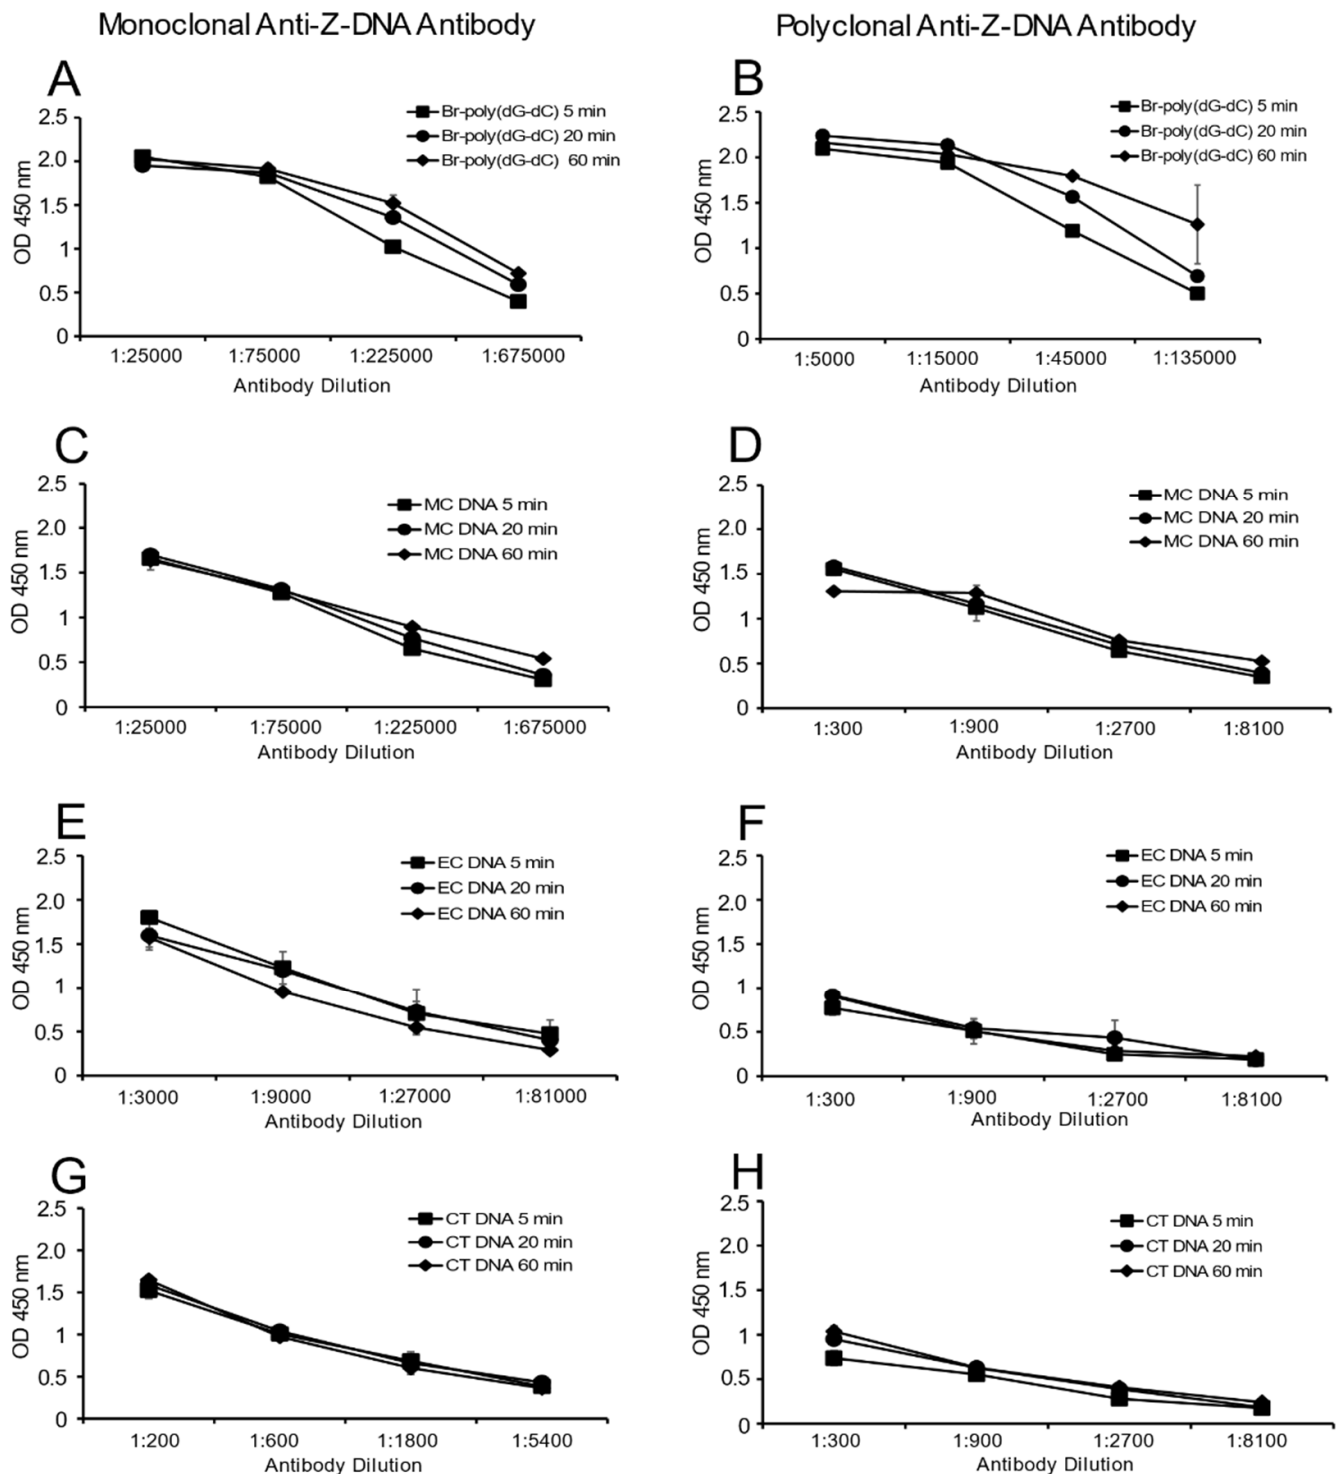 Monoclonal Anti-Z-DNA Antibody
Polyclonal Anti-Z-DNA Antibody
A
Br-poly(dG-dC) 5 min
Br-poly(dG-dC) 20 min
Br-poly(dG-dC) 60 min
2.5
2.0
1.5
1
0.5
0
OD 450 nm
1:25000 1:75000 1:225000 1:675000
Antibody Dilution
B
Br-poly(dG-dC) 5 min
Br-poly(dG-dC) 20 min
Br-poly(dG-dC) 60 min
2.5
2.0
1.5
1
0.5
0
OD 450 nm
1:5000 1:15000 1:45000 1:135000
Antibody Dilution
C
MC DNA 5 min
MC DNA 20 min
MC DNA 60 min
2.5
2.0
1.5
1
0.5
0
OD 450 nm
1:25000 1:75000 1:225000 1:675000
Antibody Dilution
D
MC DNA 5 min
MC DNA 20 min
MC DNA 60 min
2.5
2.0
1.5
1
0.5
0
OD 450 nm
1:300 1:900 1:2700 1:8100
Antibody Dilution
E
EC DNA 5 min
EC DNA 20 min
EC DNA 60 min
2.5
2.0
1.5
1
0.5
0
OD 450 nm
1:3000 1:9000 1:27000 1:81000
Antibody Dilution
F
EC DNA 5 min
EC DNA 20 min
EC DNA 60 min
2.5
2.0
1.5
1
0.5
0
OD 450 nm
1:300 1:900 1:2700 1:8100
Antibody Dilution
G
CT DNA 5 min
CT DNA 20 min
CT DNA 60 min
2.5
2.0
1.5
1
0.5
0
OD 450 nm
1:200 1:600 1:1800 1:5400
Antibody Dilution
H
CT DNA 5 min
CT DNA 20 min
CT DNA 60 min
2.5
2.0
1.5
1
0.5
0
OD 450 nm
1:300 1:900 1:2700 1:8100
Antibody Dilution